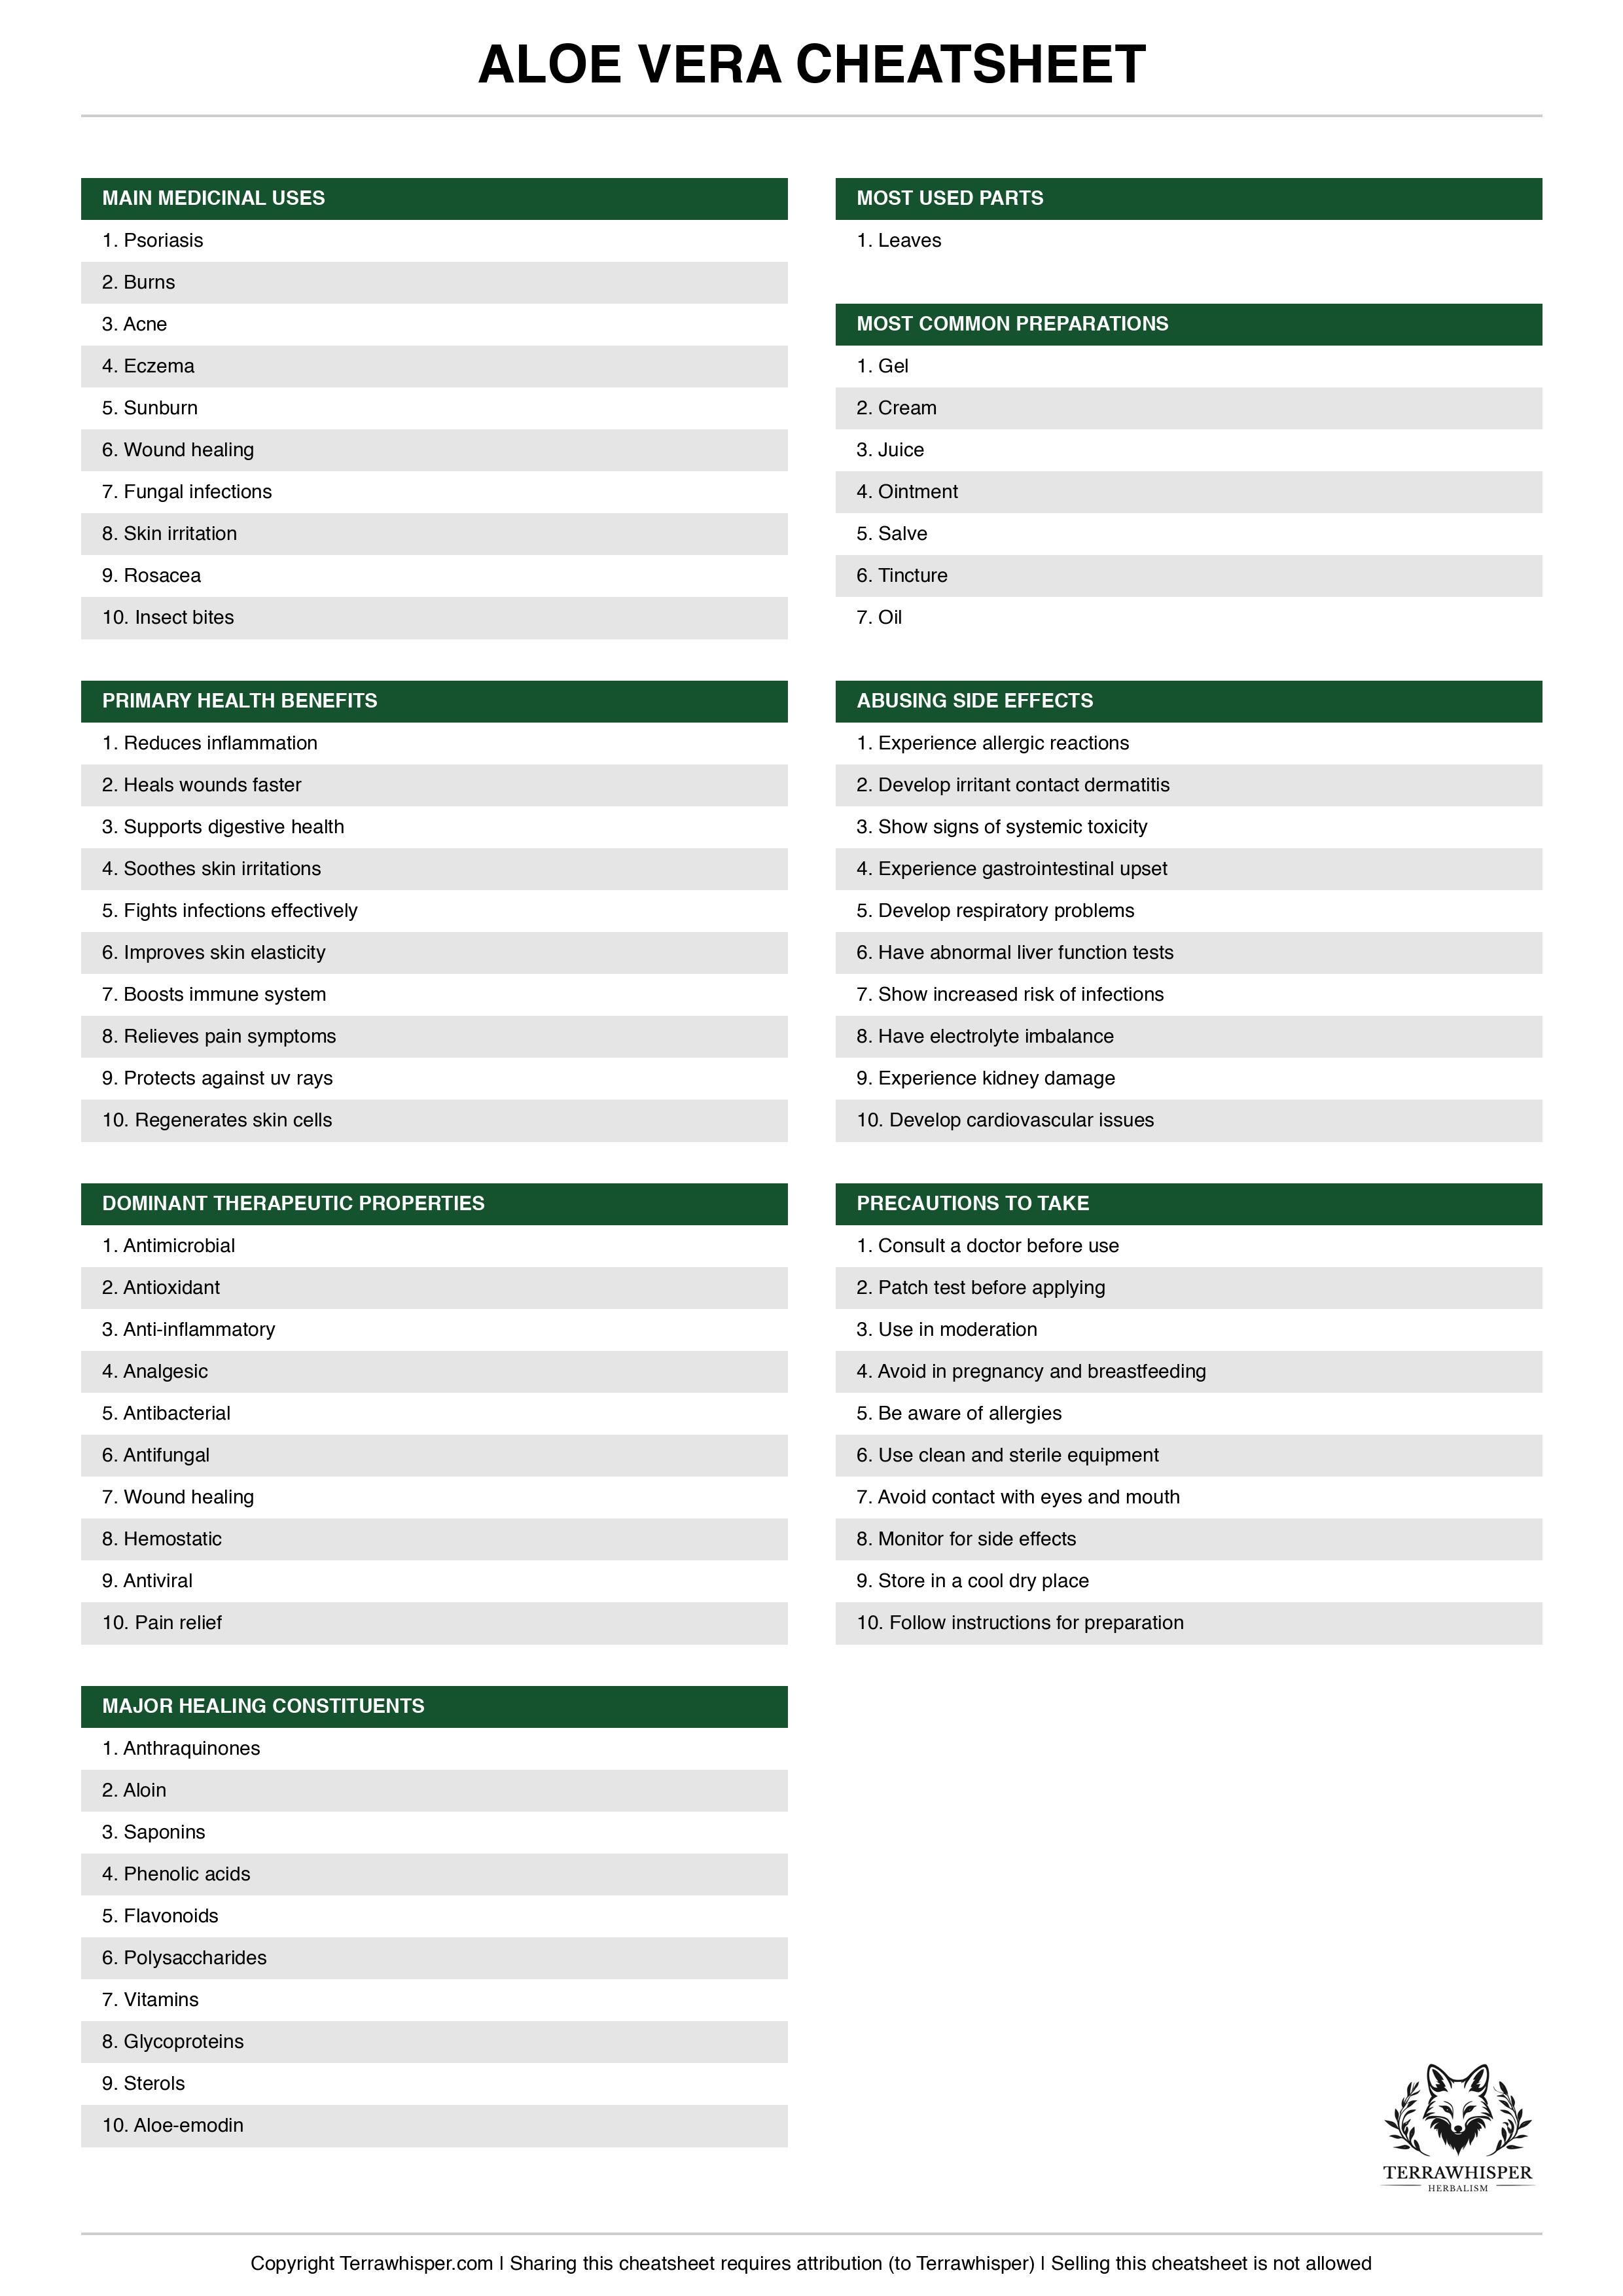 ALOE VERA CHEATSHEET
MAIN MEDICINAL USES
1. Psoriasis
2. Burns
3. Acne
4. Eczema
5. Sunburn
6. Wound healing
7. Fungal infections
8. Skin irritation
9. Rosacea
10. Insect bites
PRIMARY HEALTH BENEFITS
1. Reduces inflammation
2. Heals wounds faster
3. Supports digestive health
4. Soothes skin irritations
5. Fights infections effectively
6. Improves skin elasticity
7. Boosts immune system
8. Relieves pain symptoms
9. Protects against uv rays
10. Regenerates skin cells
DOMINANT THERAPEUTIC PROPERTIES
1. Antimicrobial
2. Antioxidant
3. Anti-inflammatory
4. Analgesic
5. Antibacterial
6. Antifungal
7. Wound healing
8. Hemostatic
9. Antiviral
10. Pain relief
MAJOR HEALING CONSTITUENTS
1. Anthraquinones
2. Aloin
3. Saponins
4. Phenolic acids
5. Flavonoids
6. Polysaccharides
7. Vitamins
8. Glycoproteins
9. Sterols
10. Aloe-emodin
MOST USED PARTS
1. Leaves
MOST COMMON PREPARATIONS
1. Gel
2. Cream
3. Juice
4. Ointment
5. Salve
6. Tincture
7. Oil
ABUSING SIDE EFFECTS
1. Experience allergic reactions
2. Develop irritant contact dermatitis
3. Show signs of systemic toxicity
4. Experience gastrointestinal upset
5. Develop respiratory problems
6. Have abnormal liver function tests
7. Show increased risk of infections
8. Have electrolyte imbalance
9. Experience kidney damage
10. Develop cardiovascular issues
PRECAUTIONS TO TAKE
1. Consult a doctor before use
2. Patch test before applying
3. Use in moderation
4. Avoid in pregnancy and breastfeeding
5. Be aware of allergies
6. Use clean and sterile equipment
7. Avoid contact with eyes and mouth
8. Monitor for side effects
9. Store in a cool dry place
10. Follow instructions for preparation
TERRAWHISPER
HERBALISM
Copyright Terrawhisper.com | Sharing this cheatsheet requires attribution (to Terrawhisper) | Selling this cheatsheet is not allowed